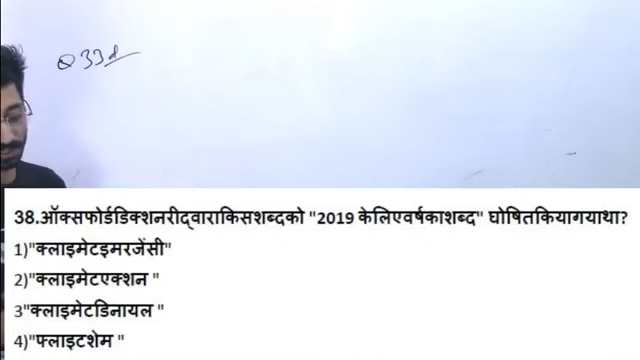 Q 33
38.ऑक्सफोर्डडिक्शनरीद्वाराकिसशब्दको "2019 केलिएवर्षकाशब्द" घोषितकियागयाथा?
1)"क्लाइमेटइमरजेंसी"
2)"क्लाइमेटएक्शन "
3"क्लाइमेटडिनायल "
4)"फ्लाइटशेम "